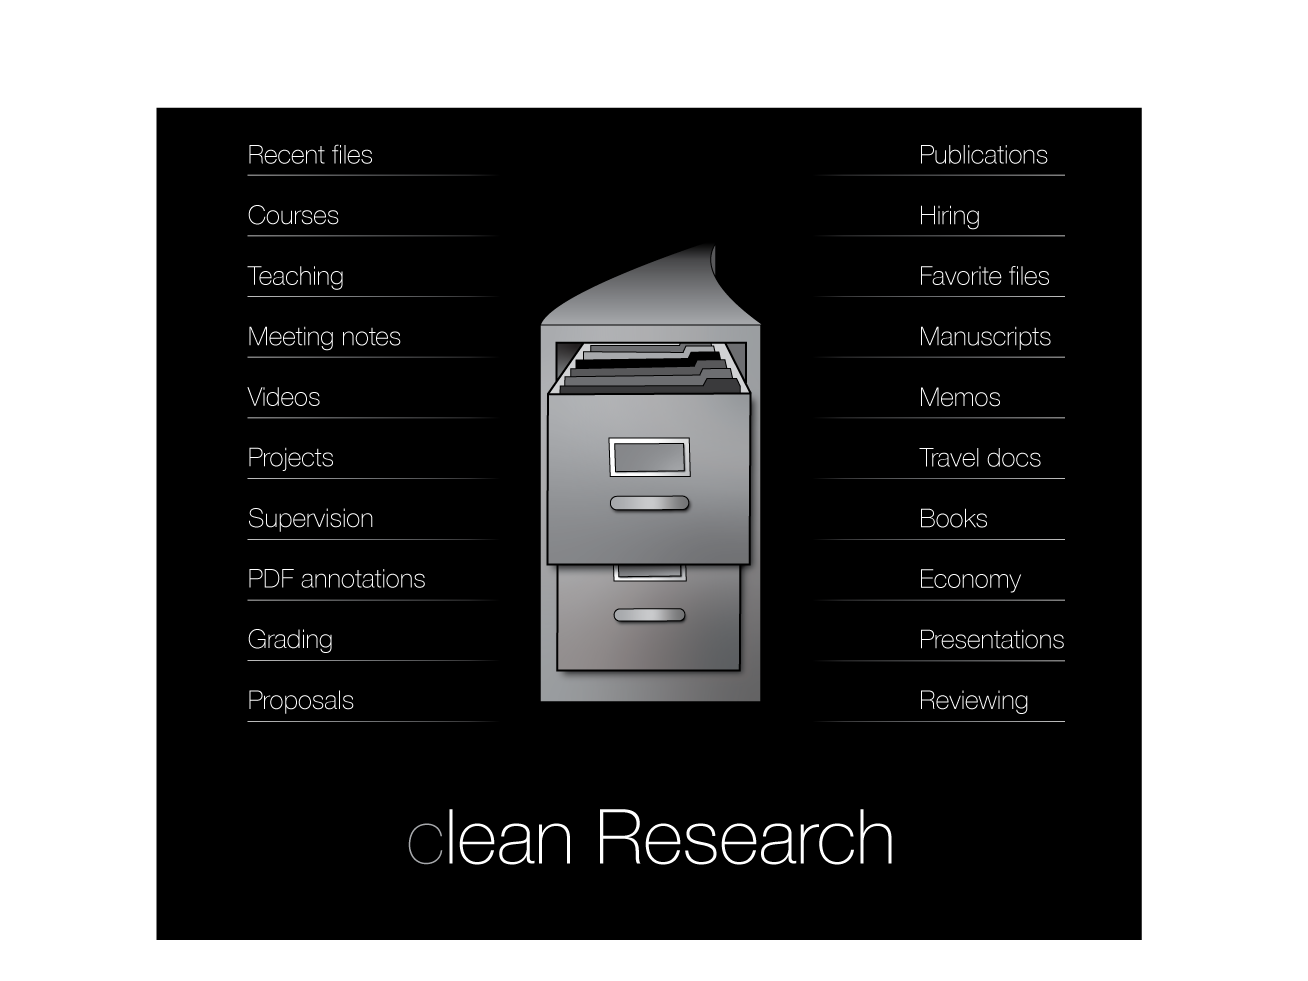 Recent files
Courses
Teaching
Meeting notes
Videos
Projects
Supervision
PDF annotations
Grading
Proposals
Publications
Hiring
Favorite files
Manuscripts
Memos
Travel docs
Books
Economy
Presentations
Reviewing
clean Research